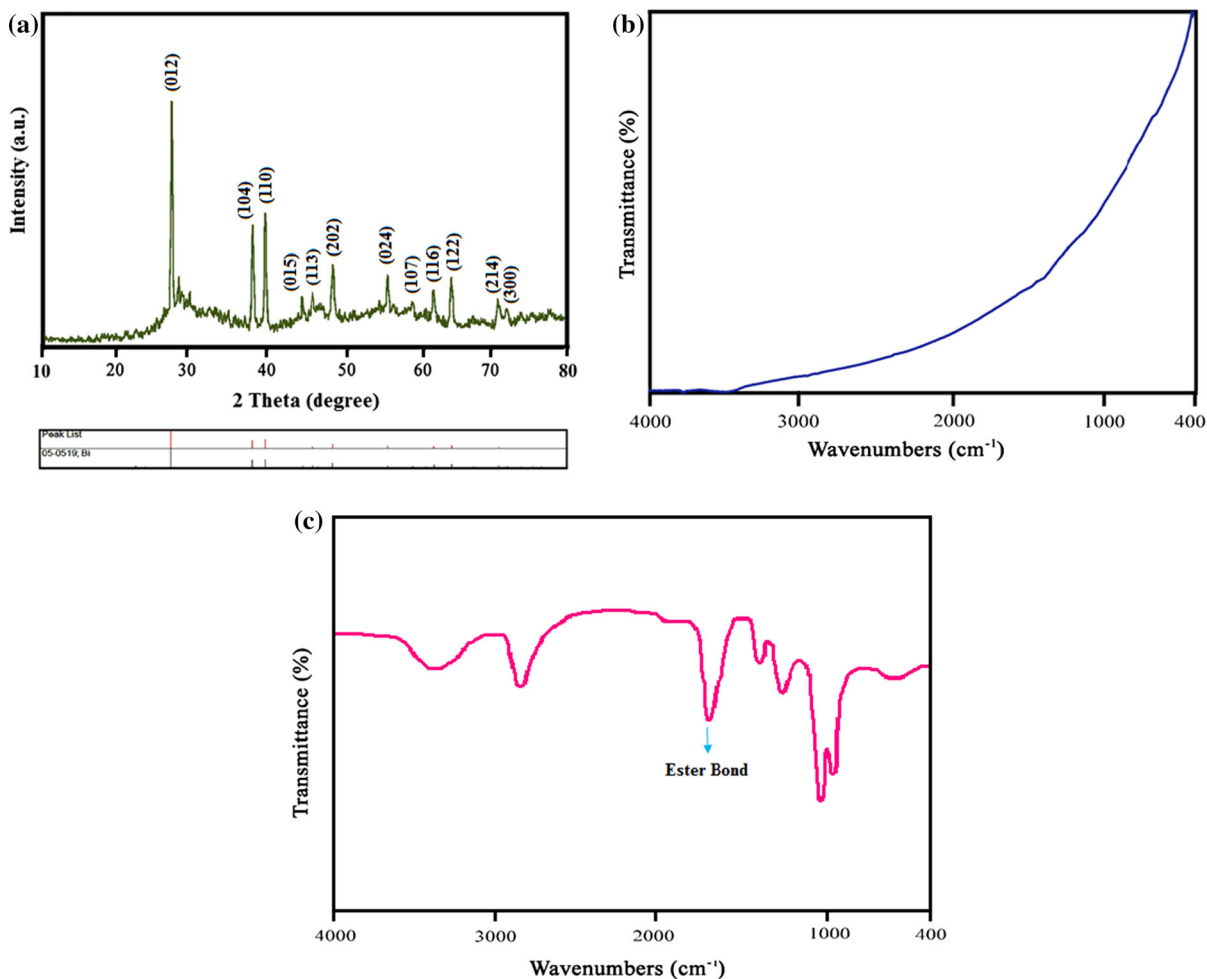 (a)
Intensity (a.u.)
(012)
(104)
(110)
(015)
(113)
(202)
(024)
(107)
(116)
(122)
(214)
(300)
10 20 30 40 50 60 70 80
2 Theta (degree)
Peak List
05-0519; Bi
(b)
Transmittance (%)
4000 3000 2000 1000 400
Wavenumbers (cm⁻¹)
(c)
Transmittance (%)
Ester Bond
4000 3000 2000 1000 400
Wavenumbers (cm⁻¹)